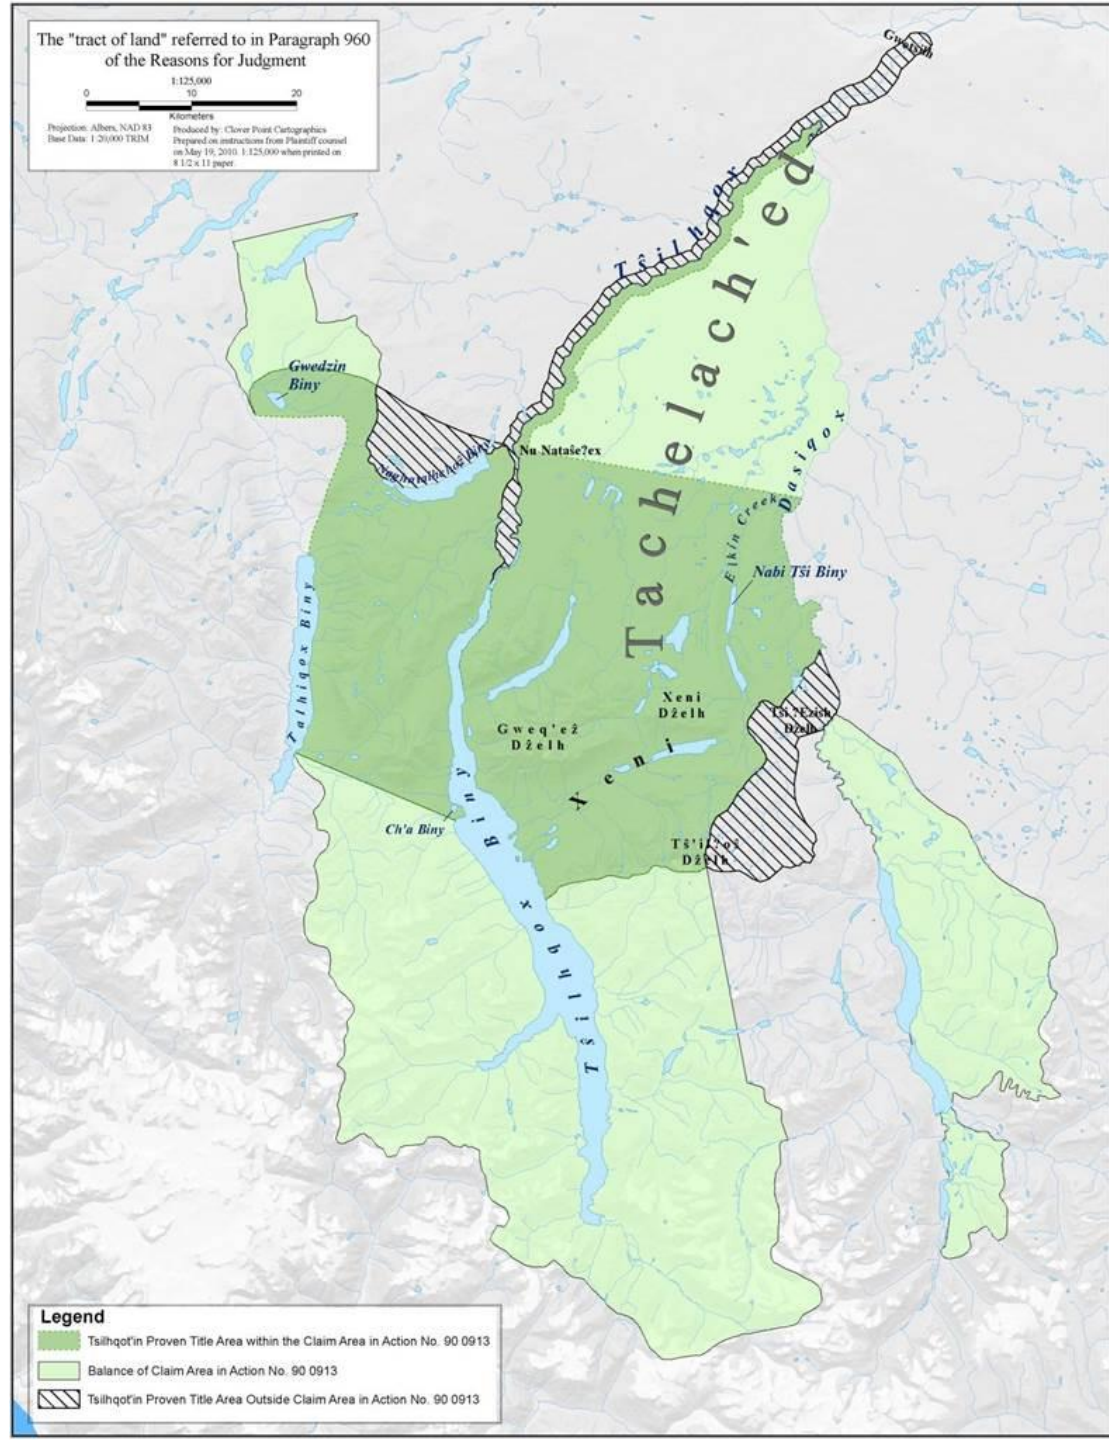 The "tract of land" referred to in Paragraph 960
of the Reasons for Judgment
1:125,000
0 10 20
Kilometers
Projection: Albers, NAD 83
Base Data: 1:20,000 TRIM
Produced by: Clover Point Cartographics
Prepared on instructions from Plaintiff counsel
on May 19, 2010. 1:125,000 when printed on
8 1/2 x 11 paper
Gwetsilh
Tŝilhqox
Tachelach'ed
Gwedzin
Biny
Nu Nataŝe?ex
Dasiqox
Elkin Creek
Nabi Tŝi Biny
Talhiqox Biny
Xeni
Dẑelh
Gweq'eẑ
Dẑelh
Tŝi ?Ezish
Dẑelh
Xeni
Ch'a Biny
Tŝ'il?oŝ
Dẑelh
Tŝilhqox Biny
Legend
Tsilhqot'in Proven Title Area within the Claim Area in Action No. 90 0913
Balance of Claim Area in Action No. 90 0913
Tsilhqot'in Proven Title Area Outside Claim Area in Action No. 90 0913